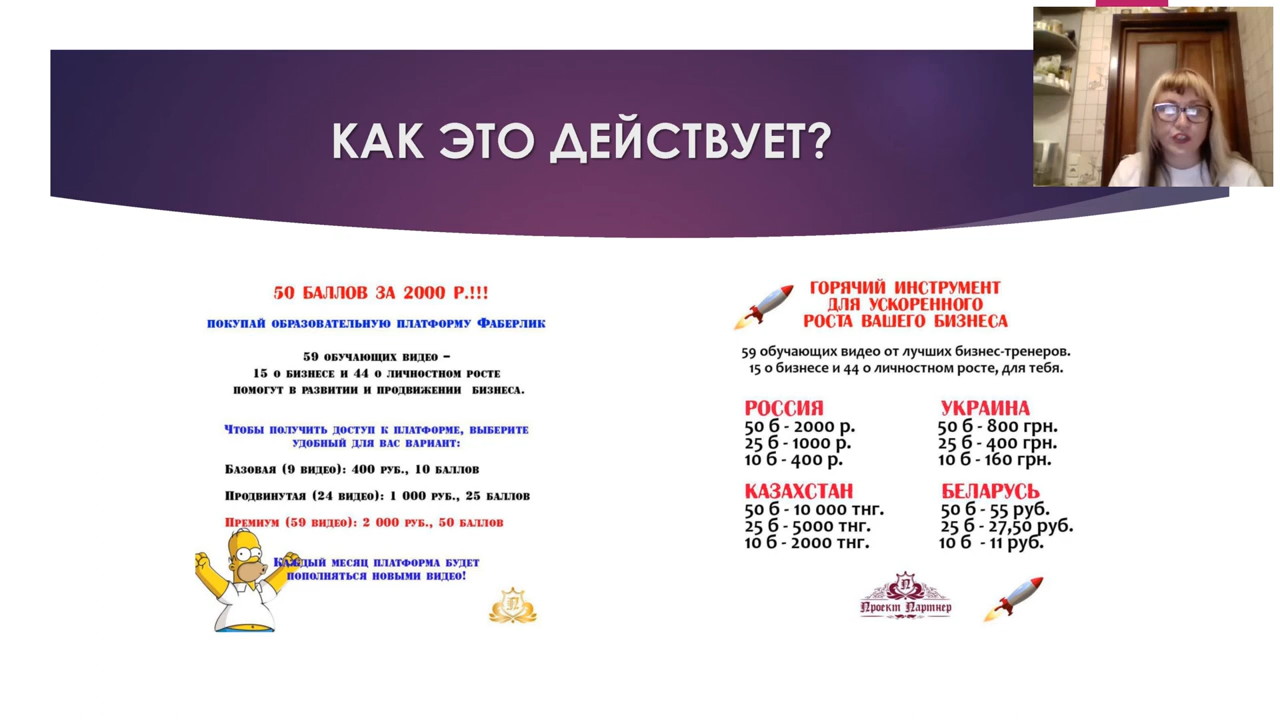 КАК ЭТО ДЕЙСТВУЕТ?
50 БАЛЛОВ ЗА 2000 Р.!!!
ПОКУПАЙ ОБРАЗОВАТЕЛЬНУЮ ПЛАТФОРМУ ФАБЕРЛИК
59 ОБУЧАЮЩИХ ВИДЕО –
15 О БИЗНЕСЕ И 44 О ЛИЧНОСТНОМ РОСТЕ
ПОМОГУТ В РАЗВИТИИ И ПРОДВИЖЕНИИ БИЗНЕСА.
ЧТОБЫ ПОЛУЧИТЬ ДОСТУП К ПЛАТФОРМЕ, ВЫБЕРИТЕ
УДОБНЫЙ ДЛЯ ВАС ВАРИАНТ:
БАЗОВАЯ (9 ВИДЕО): 400 РУБ., 10 БАЛЛОВ
ПРОДВИНУТАЯ (24 ВИДЕО): 1 000 РУБ., 25 БАЛЛОВ
ПРЕМИУМ (59 ВИДЕО): 2 000 РУБ., 50 БАЛЛОВ
КАЖДЫЙ МЕСЯЦ ПЛАТФОРМА БУДЕТ
ПОПОЛНЯТЬСЯ НОВЫМИ ВИДЕО!
П
ГОРЯЧИЙ ИНСТРУМЕНТ
ДЛЯ УСКОРЕННОГО
РОСТА ВАШЕГО БИЗНЕСА
59 обучающих видео от лучших бизнес-тренеров.
15 о бизнесе и 44 о личностном росте, для тебя.
РОССИЯ
50 б - 2000 р.
25 б - 1000 р.
10 б - 400 р.
УКРАИНА
50 б - 800 грн.
25 б - 400 грн.
10 б - 160 грн.
КАЗАХСТАН
50 б - 10 000 тнг.
25 б - 5000 тнг.
10 б - 2000 тнг.
БЕЛАРУСЬ
50 б - 55 руб.
25 б - 27,50 руб.
10 б - 11 руб.
П
Проект Партнер